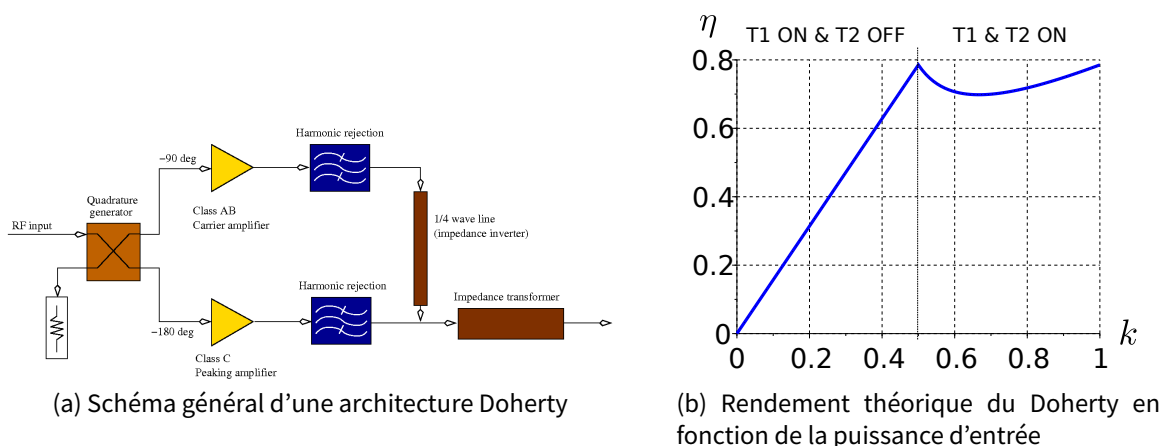 Harmonic rejection
−90 deg
Quadrature
generator
Class AB
Carrier amplifier
1/4 wave line
(impedance inverter)
RF input
Harmonic rejection
Impedance transformer
−180 deg
Class C
Peaking amplifier
(a) Schéma général d'une architecture Doherty
η
T1 ON & T2 OFF
T1 & T2 ON
0.8
0.6
0.4
0.2
0
0 0.2 0.4 0.6 0.8 1
k
(b) Rendement théorique du Doherty en
fonction de la puissance d'entrée